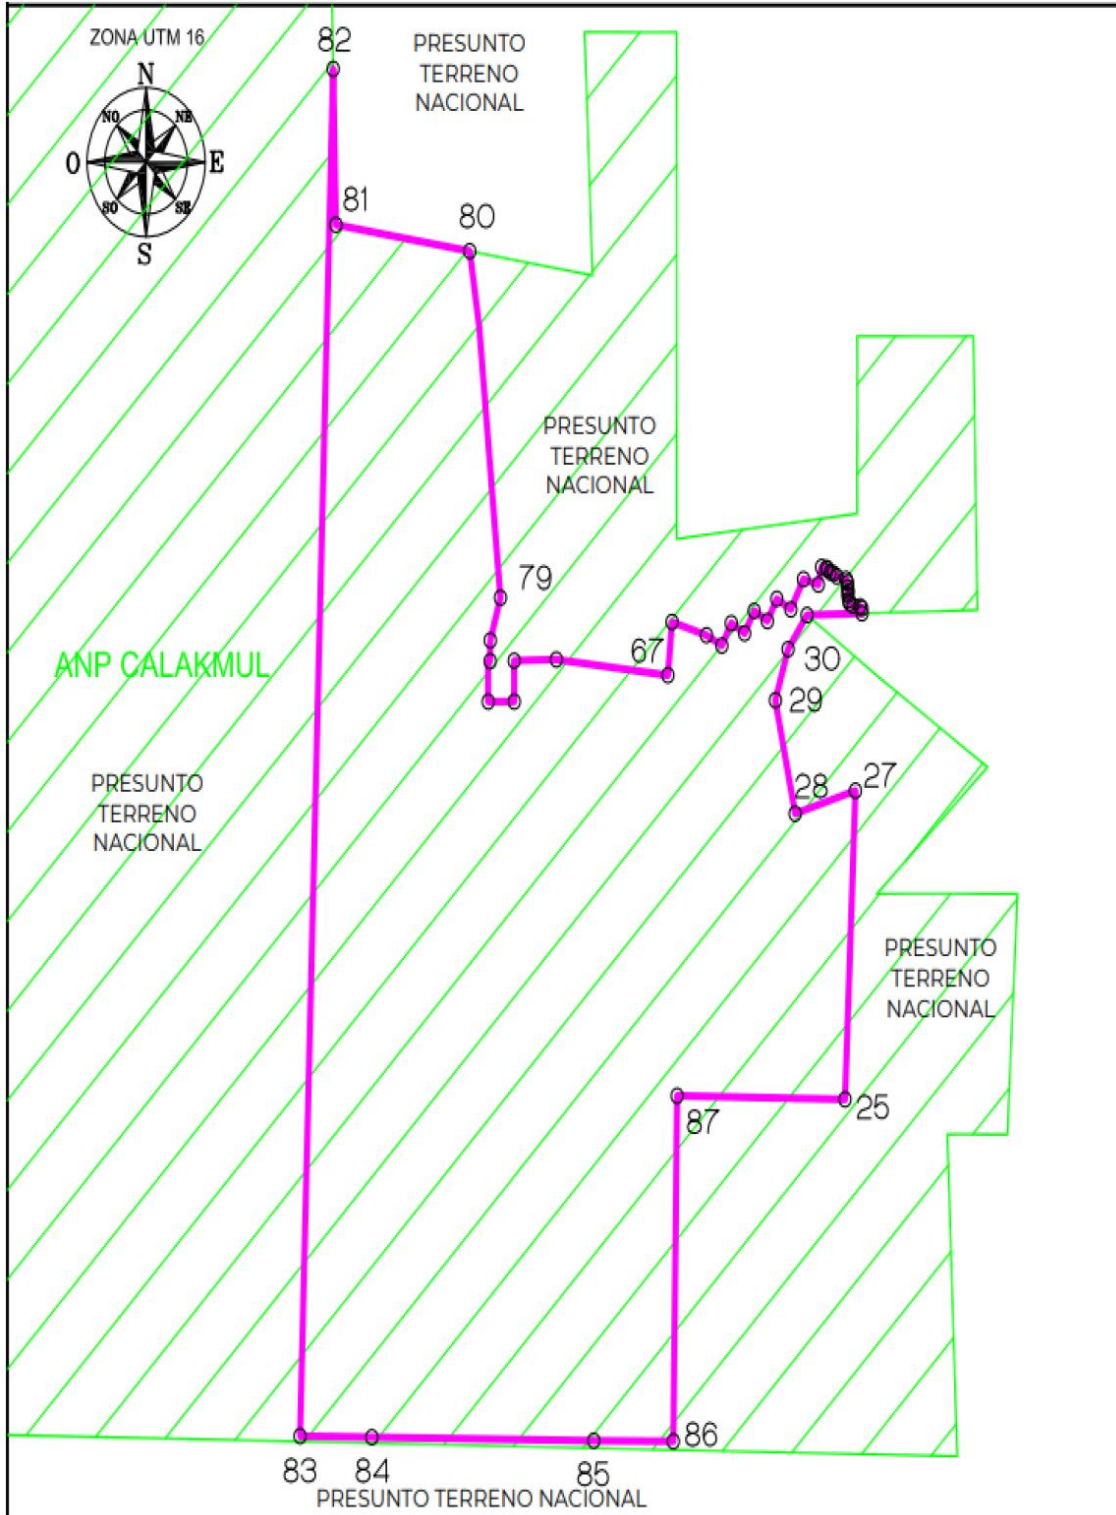 ZONA UTM 16
N
NO
NE
O
E
SO
SE
S
82
PRESUNTO
TERRENO
NACIONAL
81
80
PRESUNTO
TERRENO
NACIONAL
79
67
30
ANP CALAKMUL
29
PRESUNTO
TERRENO
NACIONAL
28
27
PRESUNTO
TERRENO
NACIONAL
87
25
86
83
84
85
PRESUNTO TERRENO NACIONAL